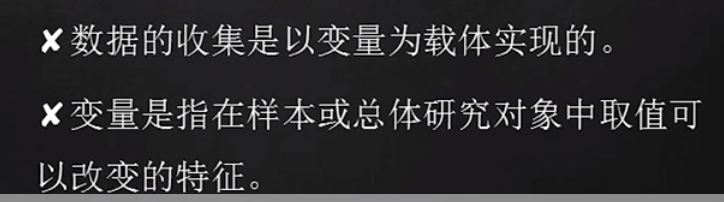 ✘数据的收集是以变量为载体实现的。
✘变量是指在样本或总体研究对象中取值可
以改变的特征。